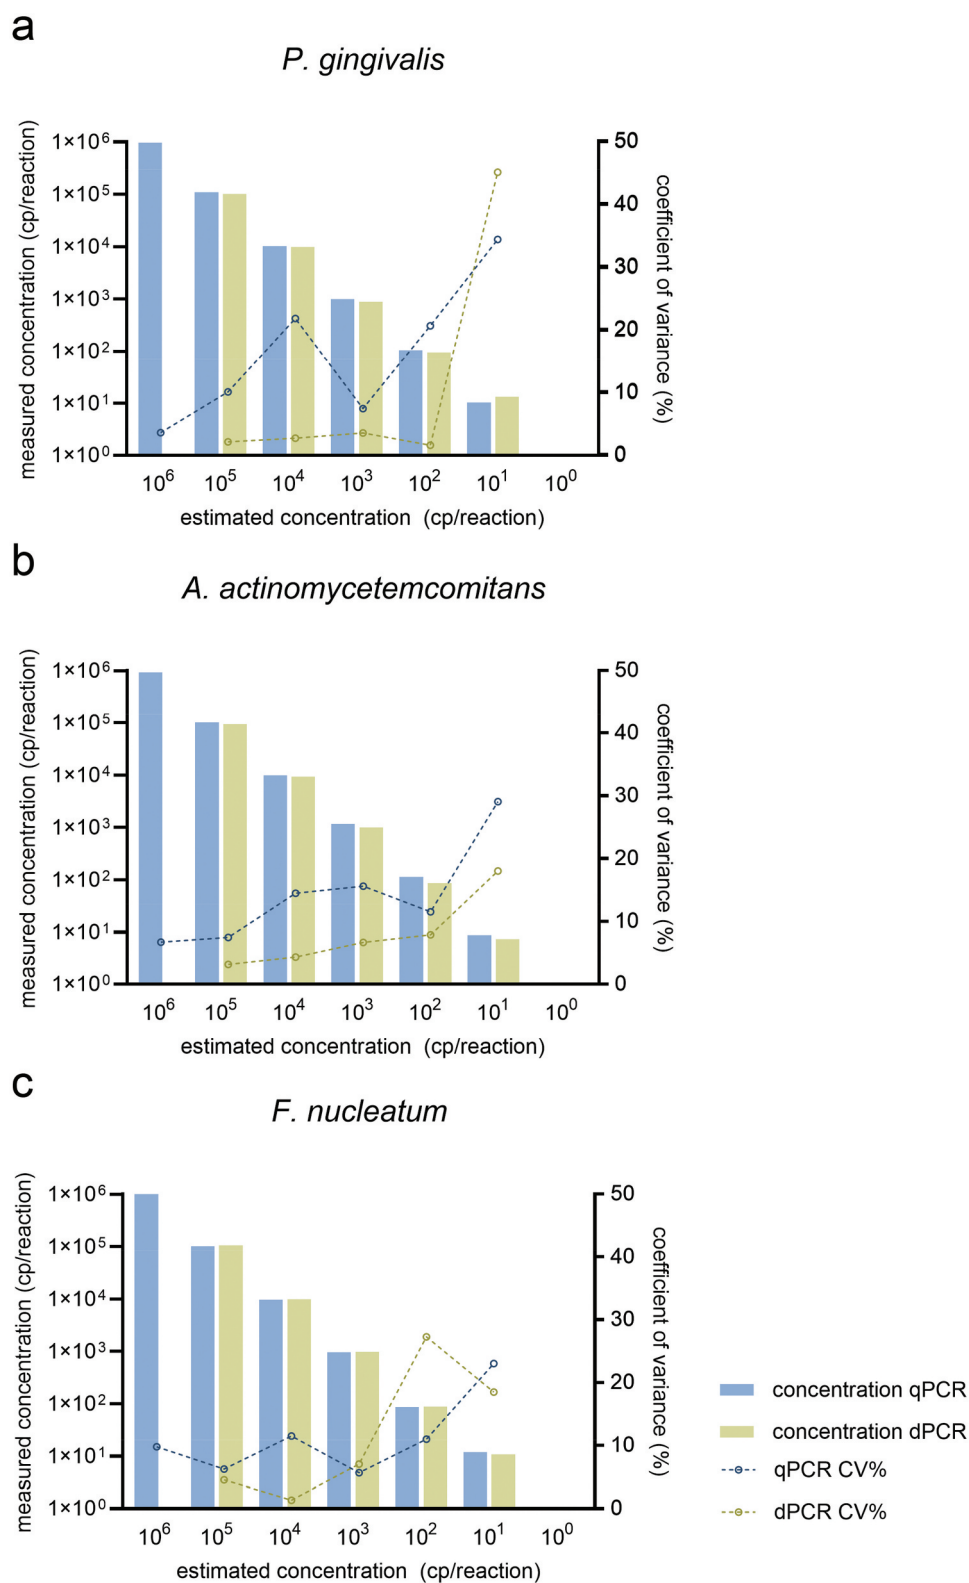 a
P. gingivalis
measured concentration (cp/reaction)
1×10⁶
1×10⁵
1×10⁴
1×10³
1×10²
1×10¹
1×10⁰
50
40
30
20
10
0
coefficient of variance (%)
10⁶ 10⁵ 10⁴ 10³ 10² 10¹ 10⁰
estimated concentration (cp/reaction)
b
A. actinomycetemcomitans
measured concentration (cp/reaction)
1×10⁶
1×10⁵
1×10⁴
1×10³
1×10²
1×10¹
1×10⁰
50
40
30
20
10
0
coefficient of variance (%)
10⁶ 10⁵ 10⁴ 10³ 10² 10¹ 10⁰
estimated concentration (cp/reaction)
c
F. nucleatum
measured concentration (cp/reaction)
1×10⁶
1×10⁵
1×10⁴
1×10³
1×10²
1×10¹
1×10⁰
50
40
30
20
10
0
coefficient of variance (%)
10⁶ 10⁵ 10⁴ 10³ 10² 10¹ 10⁰
estimated concentration (cp/reaction)
concentration qPCR
concentration dPCR
qPCR CV%
dPCR CV%